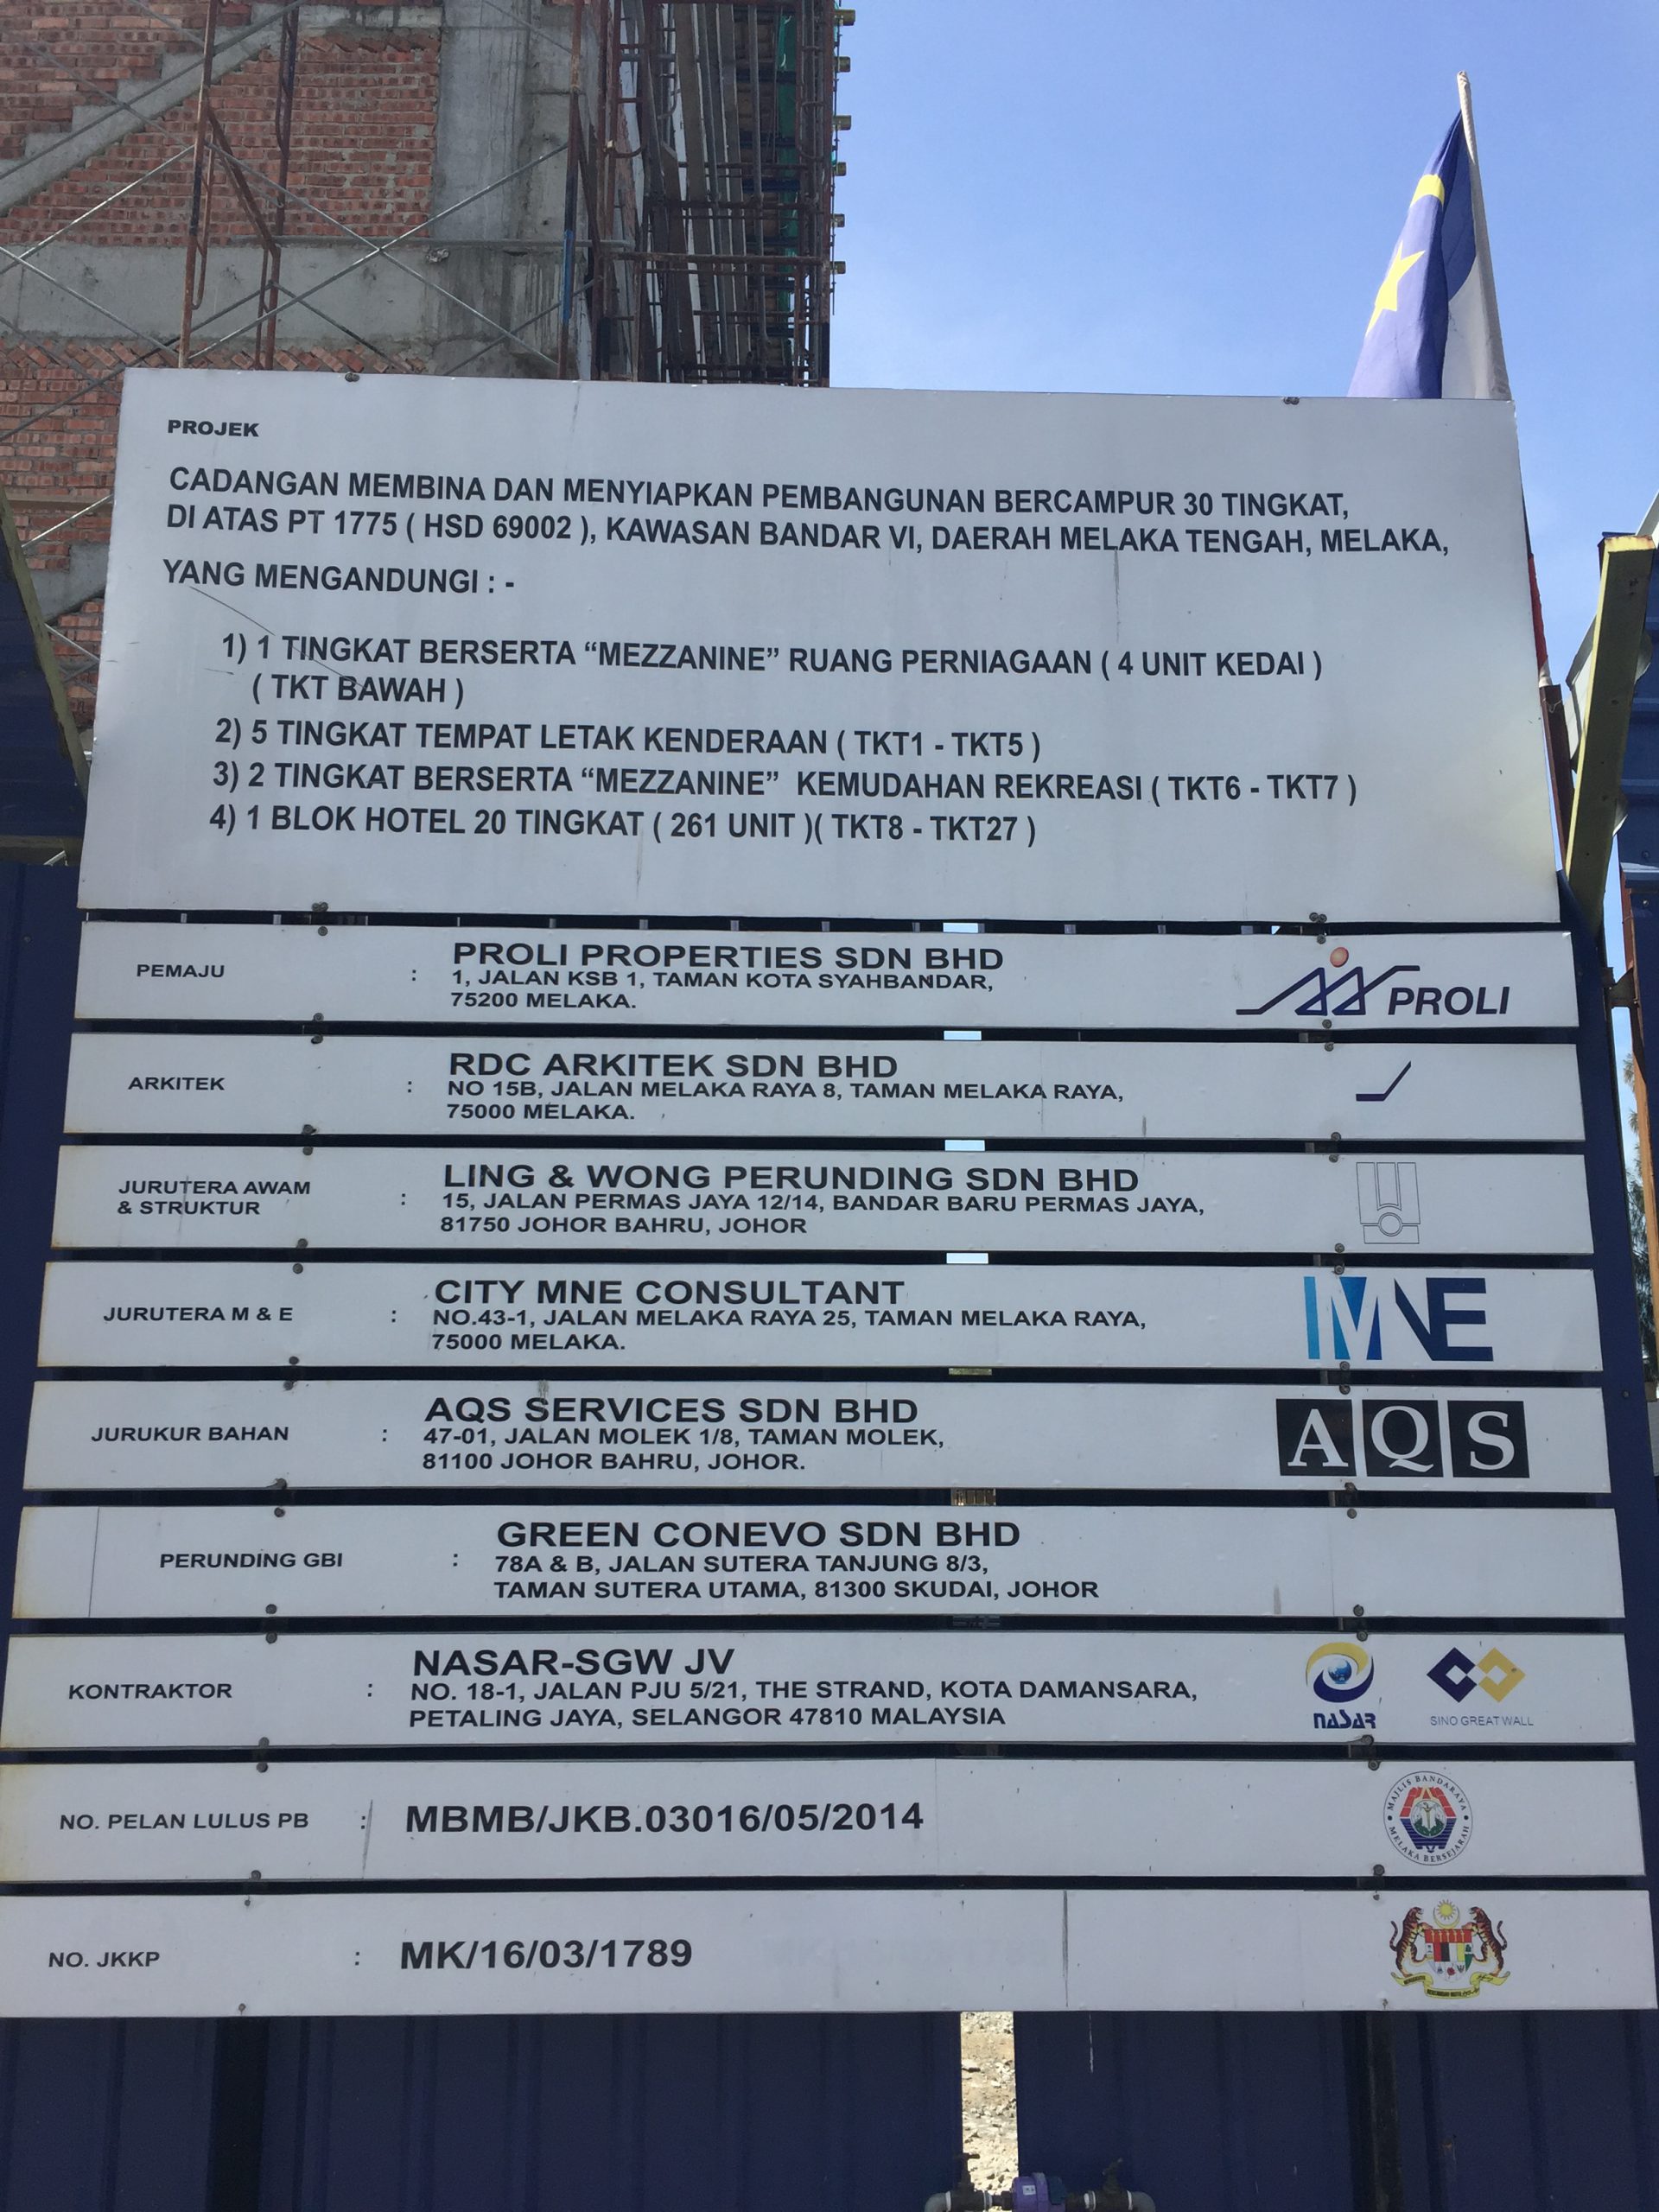 PROJEK
CADANGAN MEMBINA DAN MENYIAPKAN PEMBANGUNAN BERCAMPUR 30 TINGKAT,
DI ATAS PT 1775 ( HSD 69002 ), KAWASAN BANDAR VI, DAERAH MELAKA TENGAH, MELAKA,
YANG MENGANDUNGI : -
1) 1 TINGKAT BERSERTA “MEZZANINE” RUANG PERNIAGAAN ( 4 UNIT KEDAI )
( TKT BAWAH )
2) 5 TINGKAT TEMPAT LETAK KENDERAAN ( TKT1 - TKT5 )
3) 2 TINGKAT BERSERTA “MEZZANINE” KEMUDAHAN REKREASI ( TKT6 - TKT7 )
4) 1 BLOK HOTEL 20 TINGKAT ( 261 UNIT )( TKT8 - TKT27 )
PEMAJU : PROLI PROPERTIES SDN BHD
1, JALAN KSB 1, TAMAN KOTA SYAHBANDAR,
75200 MELAKA.
PROLI
ARKITEK : RDC ARKITEK SDN BHD
NO 15B, JALAN MELAKA RAYA 8, TAMAN MELAKA RAYA,
75000 MELAKA.
JURUTERA AWAM
& STRUKTUR : LING & WONG PERUNDING SDN BHD
15, JALAN PERMAS JAYA 12/14, BANDAR BARU PERMAS JAYA,
81750 JOHOR BAHRU, JOHOR
JURUTERA M & E : CITY MNE CONSULTANT
NO.43-1, JALAN MELAKA RAYA 25, TAMAN MELAKA RAYA,
75000 MELAKA.
MNE
JURUKUR BAHAN : AQS SERVICES SDN BHD
47-01, JALAN MOLEK 1/8, TAMAN MOLEK,
81100 JOHOR BAHRU, JOHOR.
AQS
PERUNDING GBI : GREEN CONEVO SDN BHD
78A & B, JALAN SUTERA TANJUNG 8/3,
TAMAN SUTERA UTAMA, 81300 SKUDAI, JOHOR
KONTRAKTOR : NASAR-SGW JV
NO. 18-1, JALAN PJU 5/21, THE STRAND, KOTA DAMANSARA,
PETALING JAYA, SELANGOR 47810 MALAYSIA
NASAR
SINO GREAT WALL
NO. PELAN LULUS PB : MBMB/JKB.03016/05/2014
MAJLIS BANDARAYA
MELAKA BERSEJARAH
NO. JKKP : MK/16/03/1789